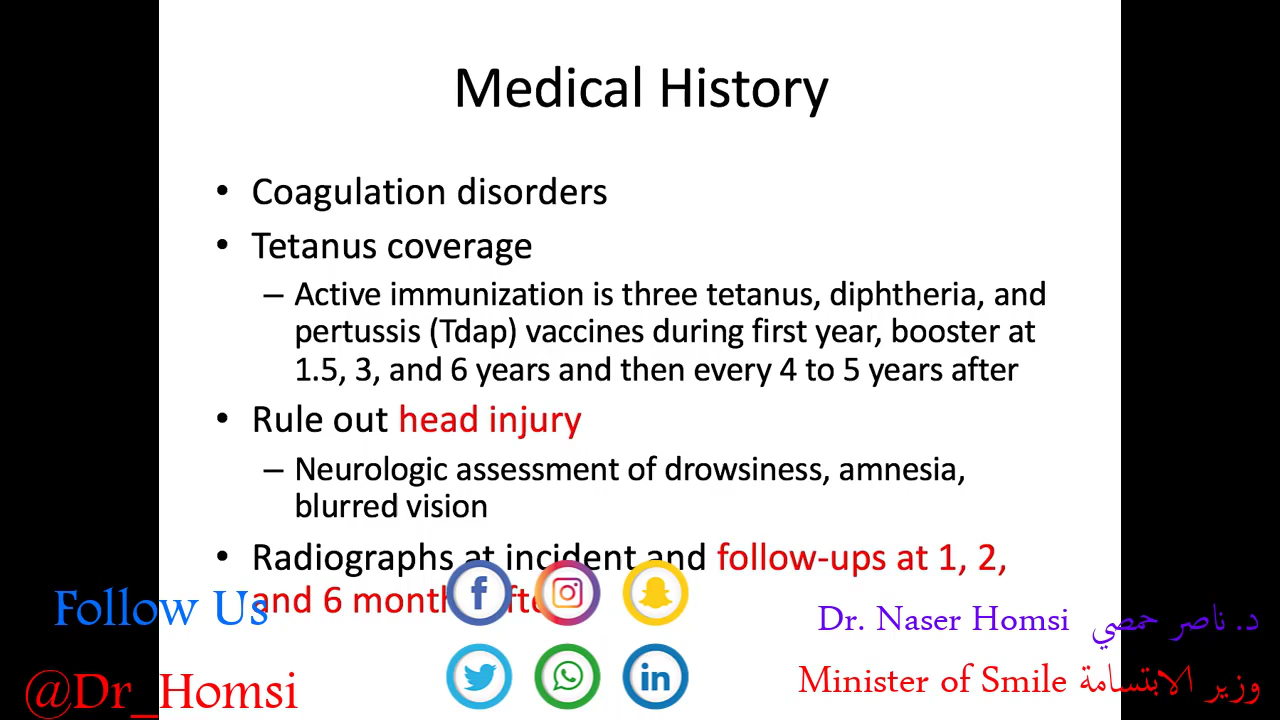 Medical History
• Coagulation disorders
• Tetanus coverage
– Active immunization is three tetanus, diphtheria, and
pertussis (Tdap) vaccines during first year, booster at
1.5, 3, and 6 years and then every 4 to 5 years after
• Rule out head injury
– Neurologic assessment of drowsiness, amnesia,
blurred vision
• Radiographs at incident and follow-ups at 1, 2,
and 6
Follow Us
@Dr_Homsi
Dr. Naser Homsi د. ناصر حمصي
Minister of Smile وزير الابتسامة